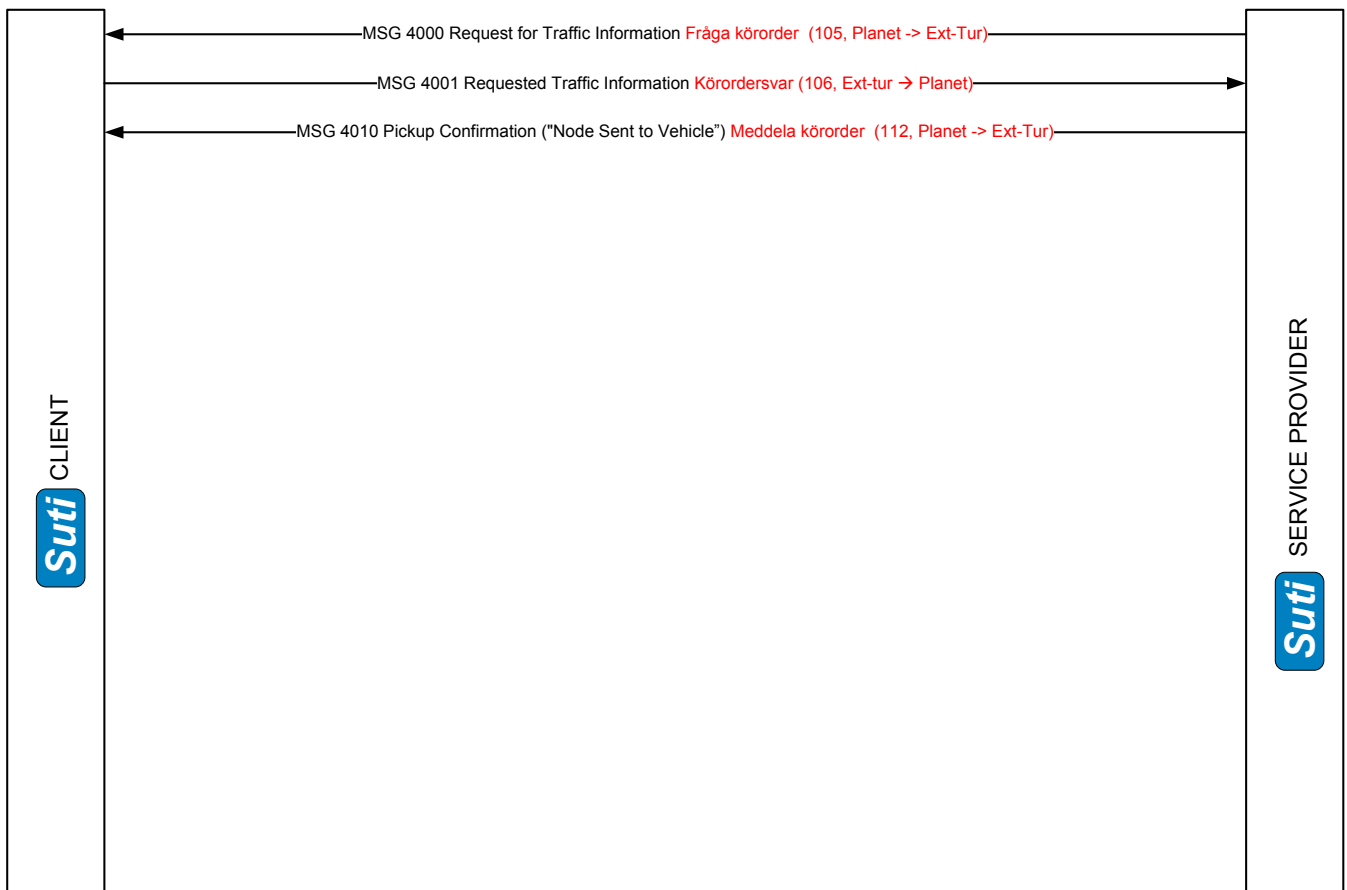 MSG 4000 Request for Traffic Information Fråga körorder (105, Planet -> Ext-Tur)
MSG 4001 Requested Traffic Information Körordersvar (106, Ext-tur → Planet)
MSG 4010 Pickup Confirmation ("Node Sent to Vehicle”) Meddela körorder (112, Planet -> Ext-Tur)
Suti CLIENT
Suti SERVICE PROVIDER